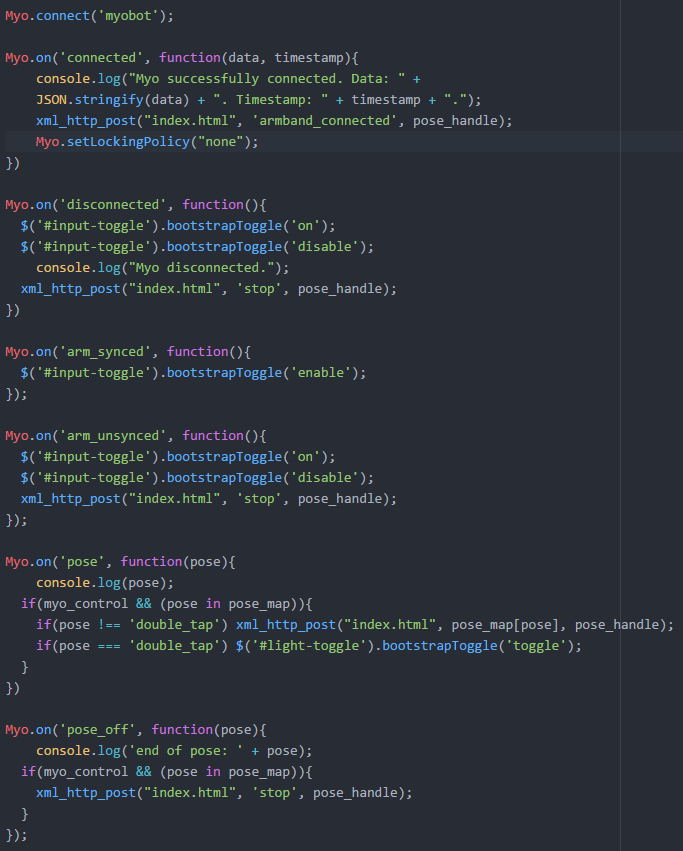 Myo.connect('myobot');

Myo.on('connected', function(data, timestamp){
    console.log("Myo successfully connected. Data: " +
    JSON.stringify(data) + ". Timestamp: " + timestamp + ".");
    xml_http_post("index.html", 'armband_connected', pose_handle);
    Myo.setLockingPolicy("none");
})

Myo.on('disconnected', function(){
  $('#input-toggle').bootstrapToggle('on');
  $('#input-toggle').bootstrapToggle('disable');
    console.log("Myo disconnected.");
  xml_http_post("index.html", 'stop', pose_handle);
})

Myo.on('arm_synced', function(){
  $('#input-toggle').bootstrapToggle('enable');
});

Myo.on('arm_unsynced', function(){
  $('#input-toggle').bootstrapToggle('on');
  $('#input-toggle').bootstrapToggle('disable');
  xml_http_post("index.html", 'stop', pose_handle);
});

Myo.on('pose', function(pose){
    console.log(pose);
  if(myo_control && (pose in pose_map)){
    if(pose !== 'double_tap') xml_http_post("index.html", pose_map[pose], pose_handle);
    if(pose === 'double_tap') $('#light-toggle').bootstrapToggle('toggle');
  }
})

Myo.on('pose_off', function(pose){
    console.log('end of pose: ' + pose);
  if(myo_control && (pose in pose_map)){
    xml_http_post("index.html", 'stop', pose_handle);
  }
});